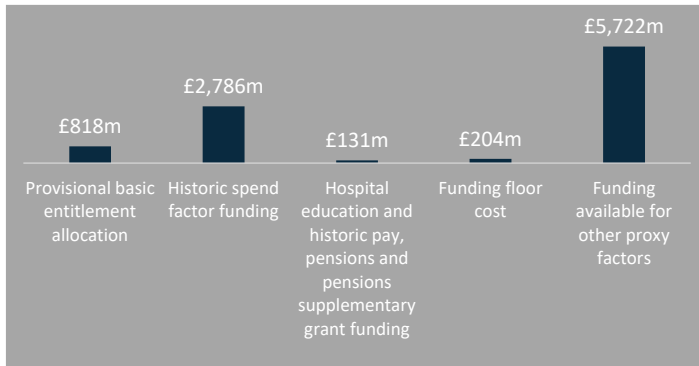 £818m
£2,786m
£131m
£204m
£5,722m
Provisional basic
entitlement
allocation
Historic spend
factor funding
Hospital
education and
historic pay,
pensions and
pensions
supplementary
grant funding
Funding floor
cost
Funding
available for
other proxy
factors